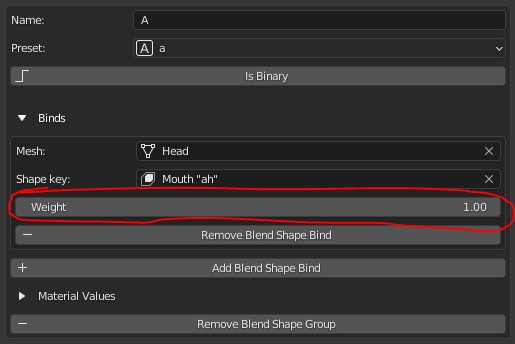 Name: A
Preset: A a
Is Binary
Binds
Mesh: Head
Shape key: Mouth "ah"
Weight 1.00
Remove Blend Shape Bind
Add Blend Shape Bind
Material Values
Remove Blend Shape Group